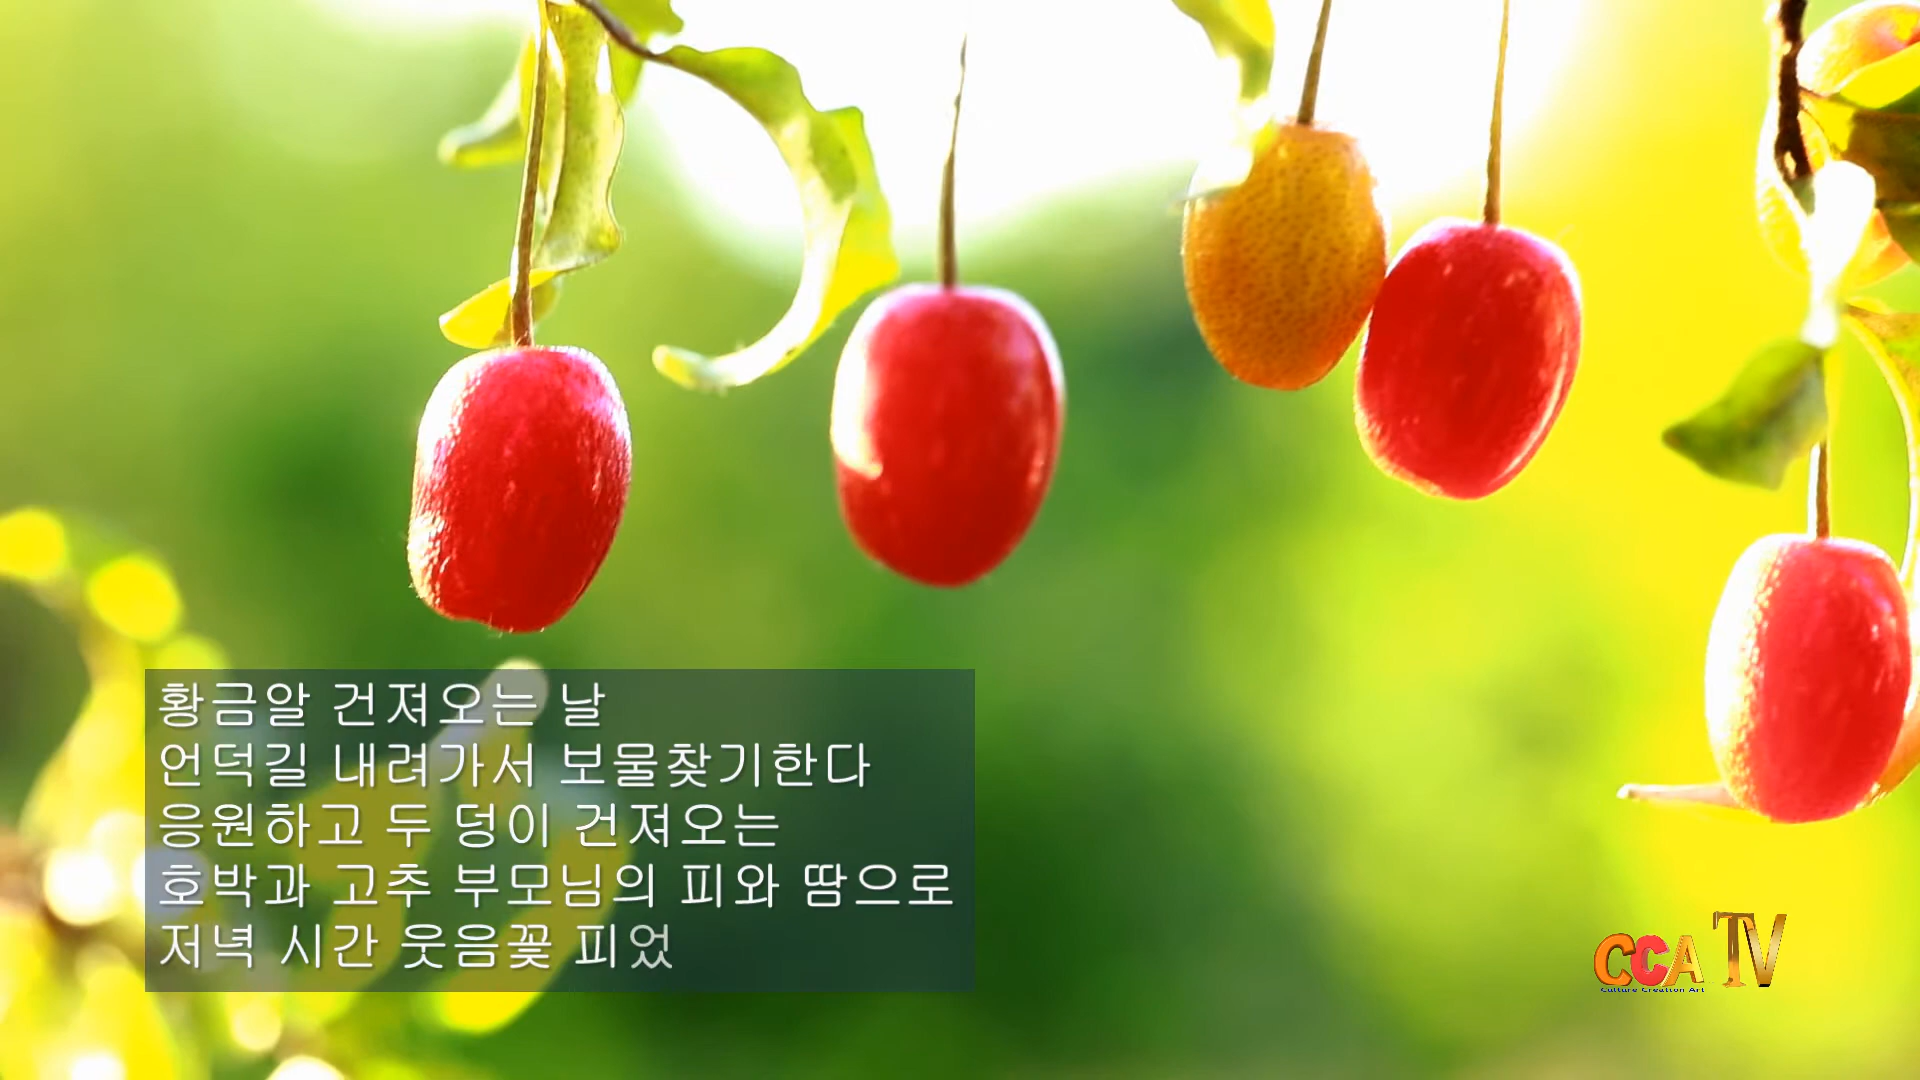 황금알 건져오는 날
언덕길 내려가서 보물찾기한다
응원하고 두 덩이 건져오는
호박과 고추 부모님의 피와 땀으로
저녁 시간 웃음꽃 피었
CCA TV
Culture Creation Art